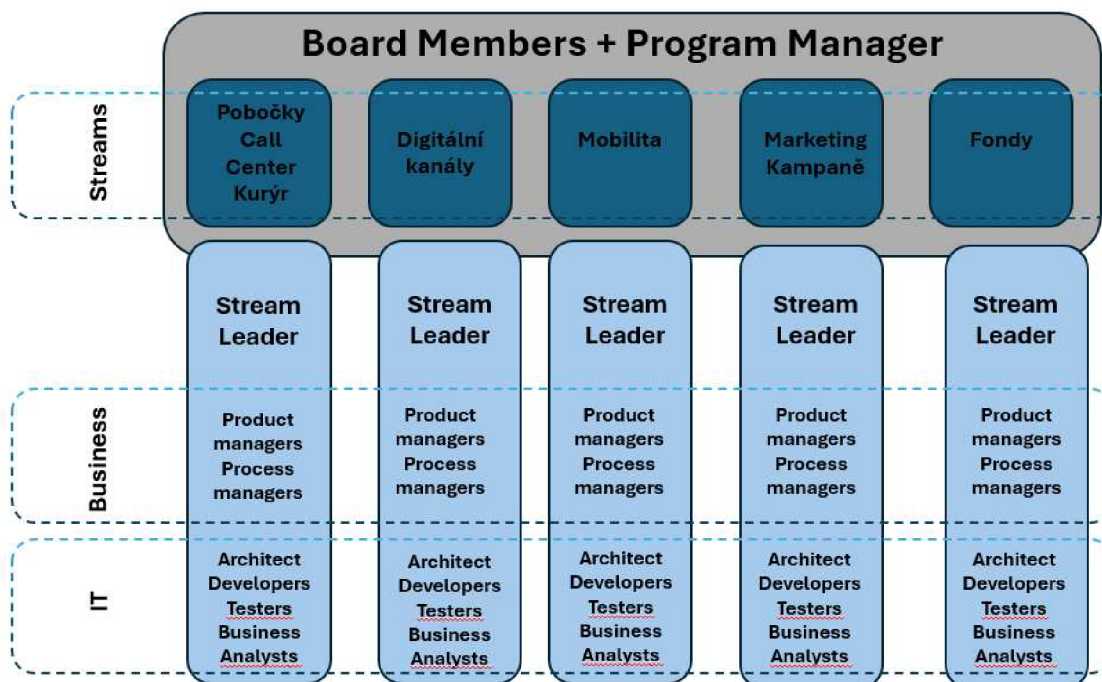 Board Members + Program Manager
Streams
Pobočky
Call
Center
Kurýr
Digitální
kanály
Mobilita
Marketing
Kampaně
Fondy
Stream
Leader
Stream
Leader
Stream
Leader
Stream
Leader
Stream
Leader
Business
Product
managers
Process
managers
Product
managers
Process
managers
Product
managers
Process
managers
Product
managers
Process
managers
Product
managers
Process
managers
IT
Architect
Developers
Testers
Business
Analysts
Architect
Developers
Testers
Business
Analysts
Architect
Developers
Testers
Business
Analysts
Architect
Developers
Testers
Business
Analysts
Architect
Developers
Testers
Business
Analysts